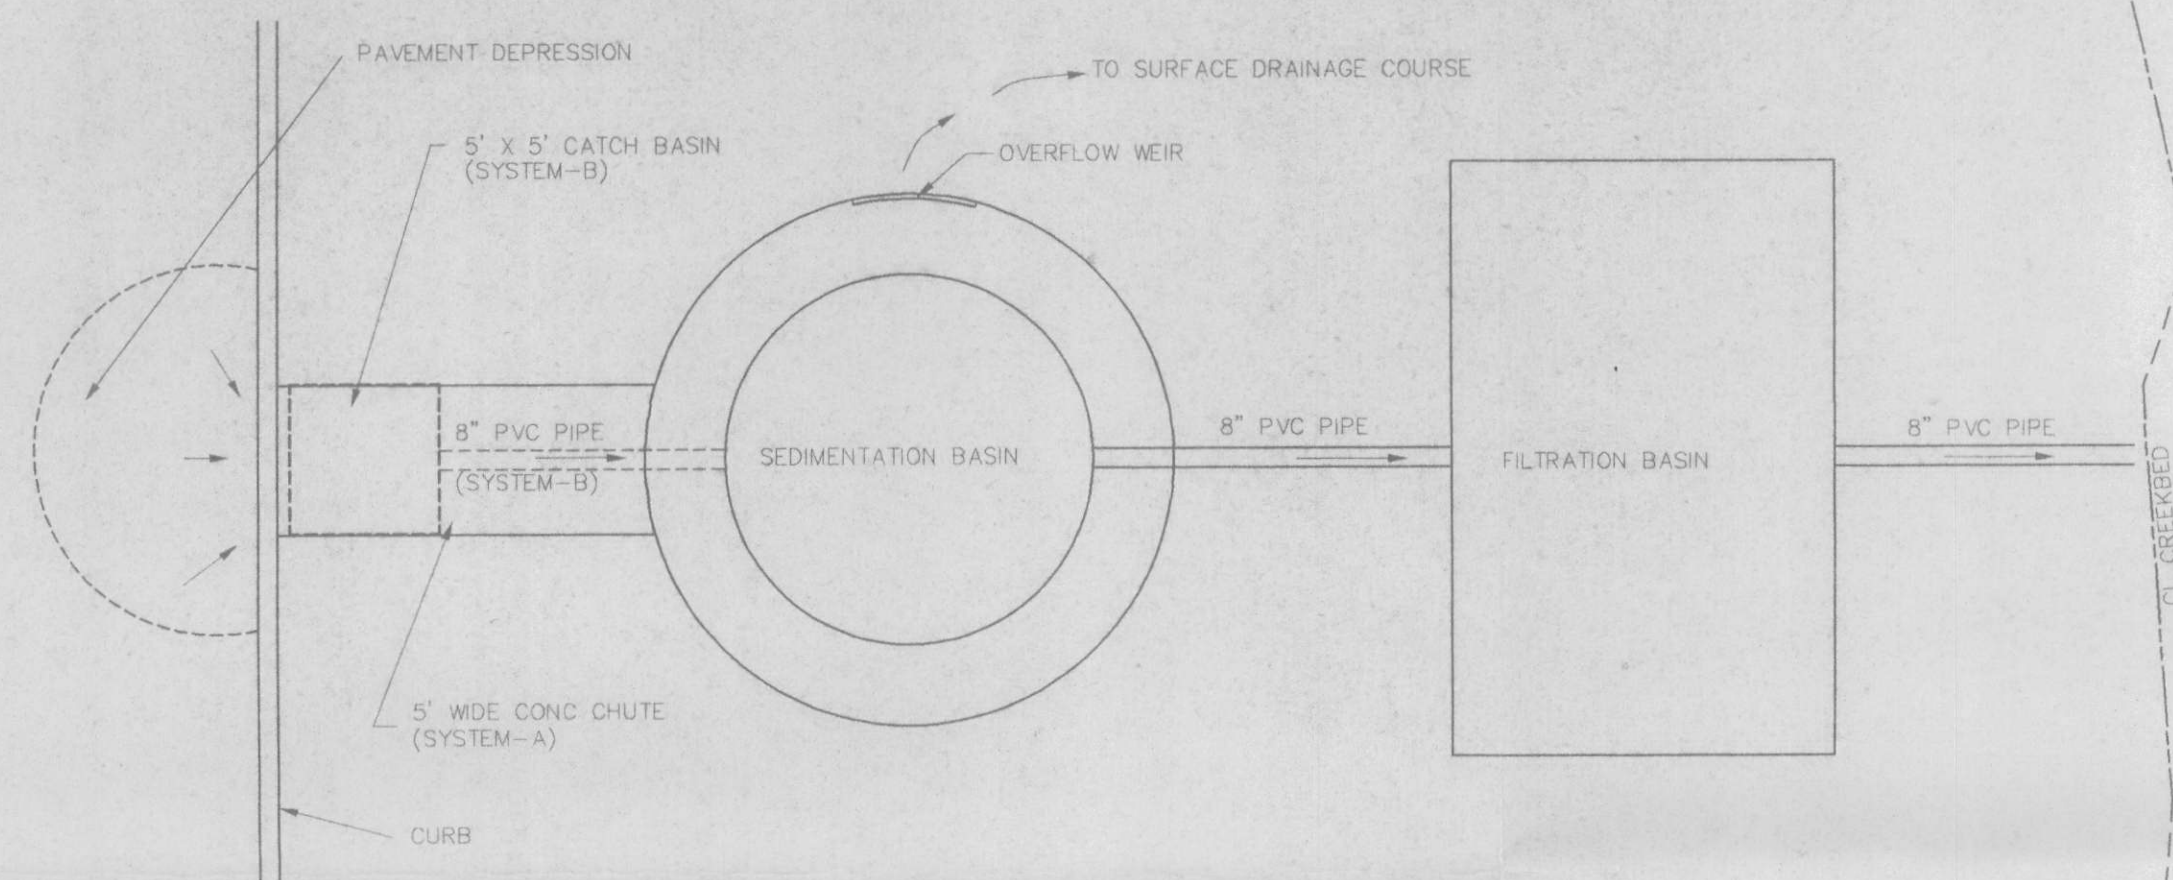 PAVEMENT DEPRESSION
TO SURFACE DRAINAGE COURSE
5' X 5' CATCH BASIN
(SYSTEM-B)
OVERFLOW WEIR
8" PVC PIPE
(SYSTEM-B)
SEDIMENTATION BASIN
8" PVC PIPE
FILTRATION BASIN
8" PVC PIPE
CL CREEKBED
5' WIDE CONC CHUTE
(SYSTEM-A)
CURB